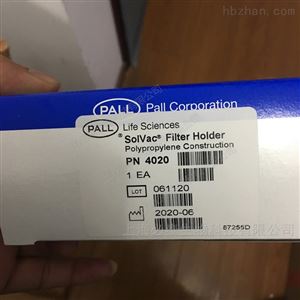 PALL
Pall Corporation
PALL
Life Sciences
SolVac® Filter Holder
Polypropylene Construction
PN 4020
1 EA
LOT 061120
2020-06
87255D